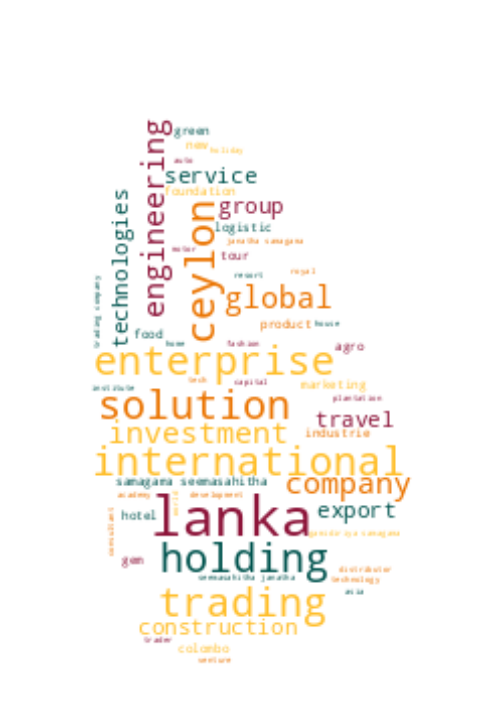 green
new
holiday
auto
engineering
service
foundation
technologies
ceylon
group
logistic
janatha samagama
motor
tour
resort
royal
trading company
global
product
house
food
home
fashion
agro
enterprise
tech
capital
institute
marketing
plantation
solution
travel
investment
industrie
international
samagama seemasahitha
company
academy
world
development
lanka
export
hotel
consultant
holding
gem
distributor
seemasahitha janatha
technology
asia
trading
construction
trader
colombo
venture